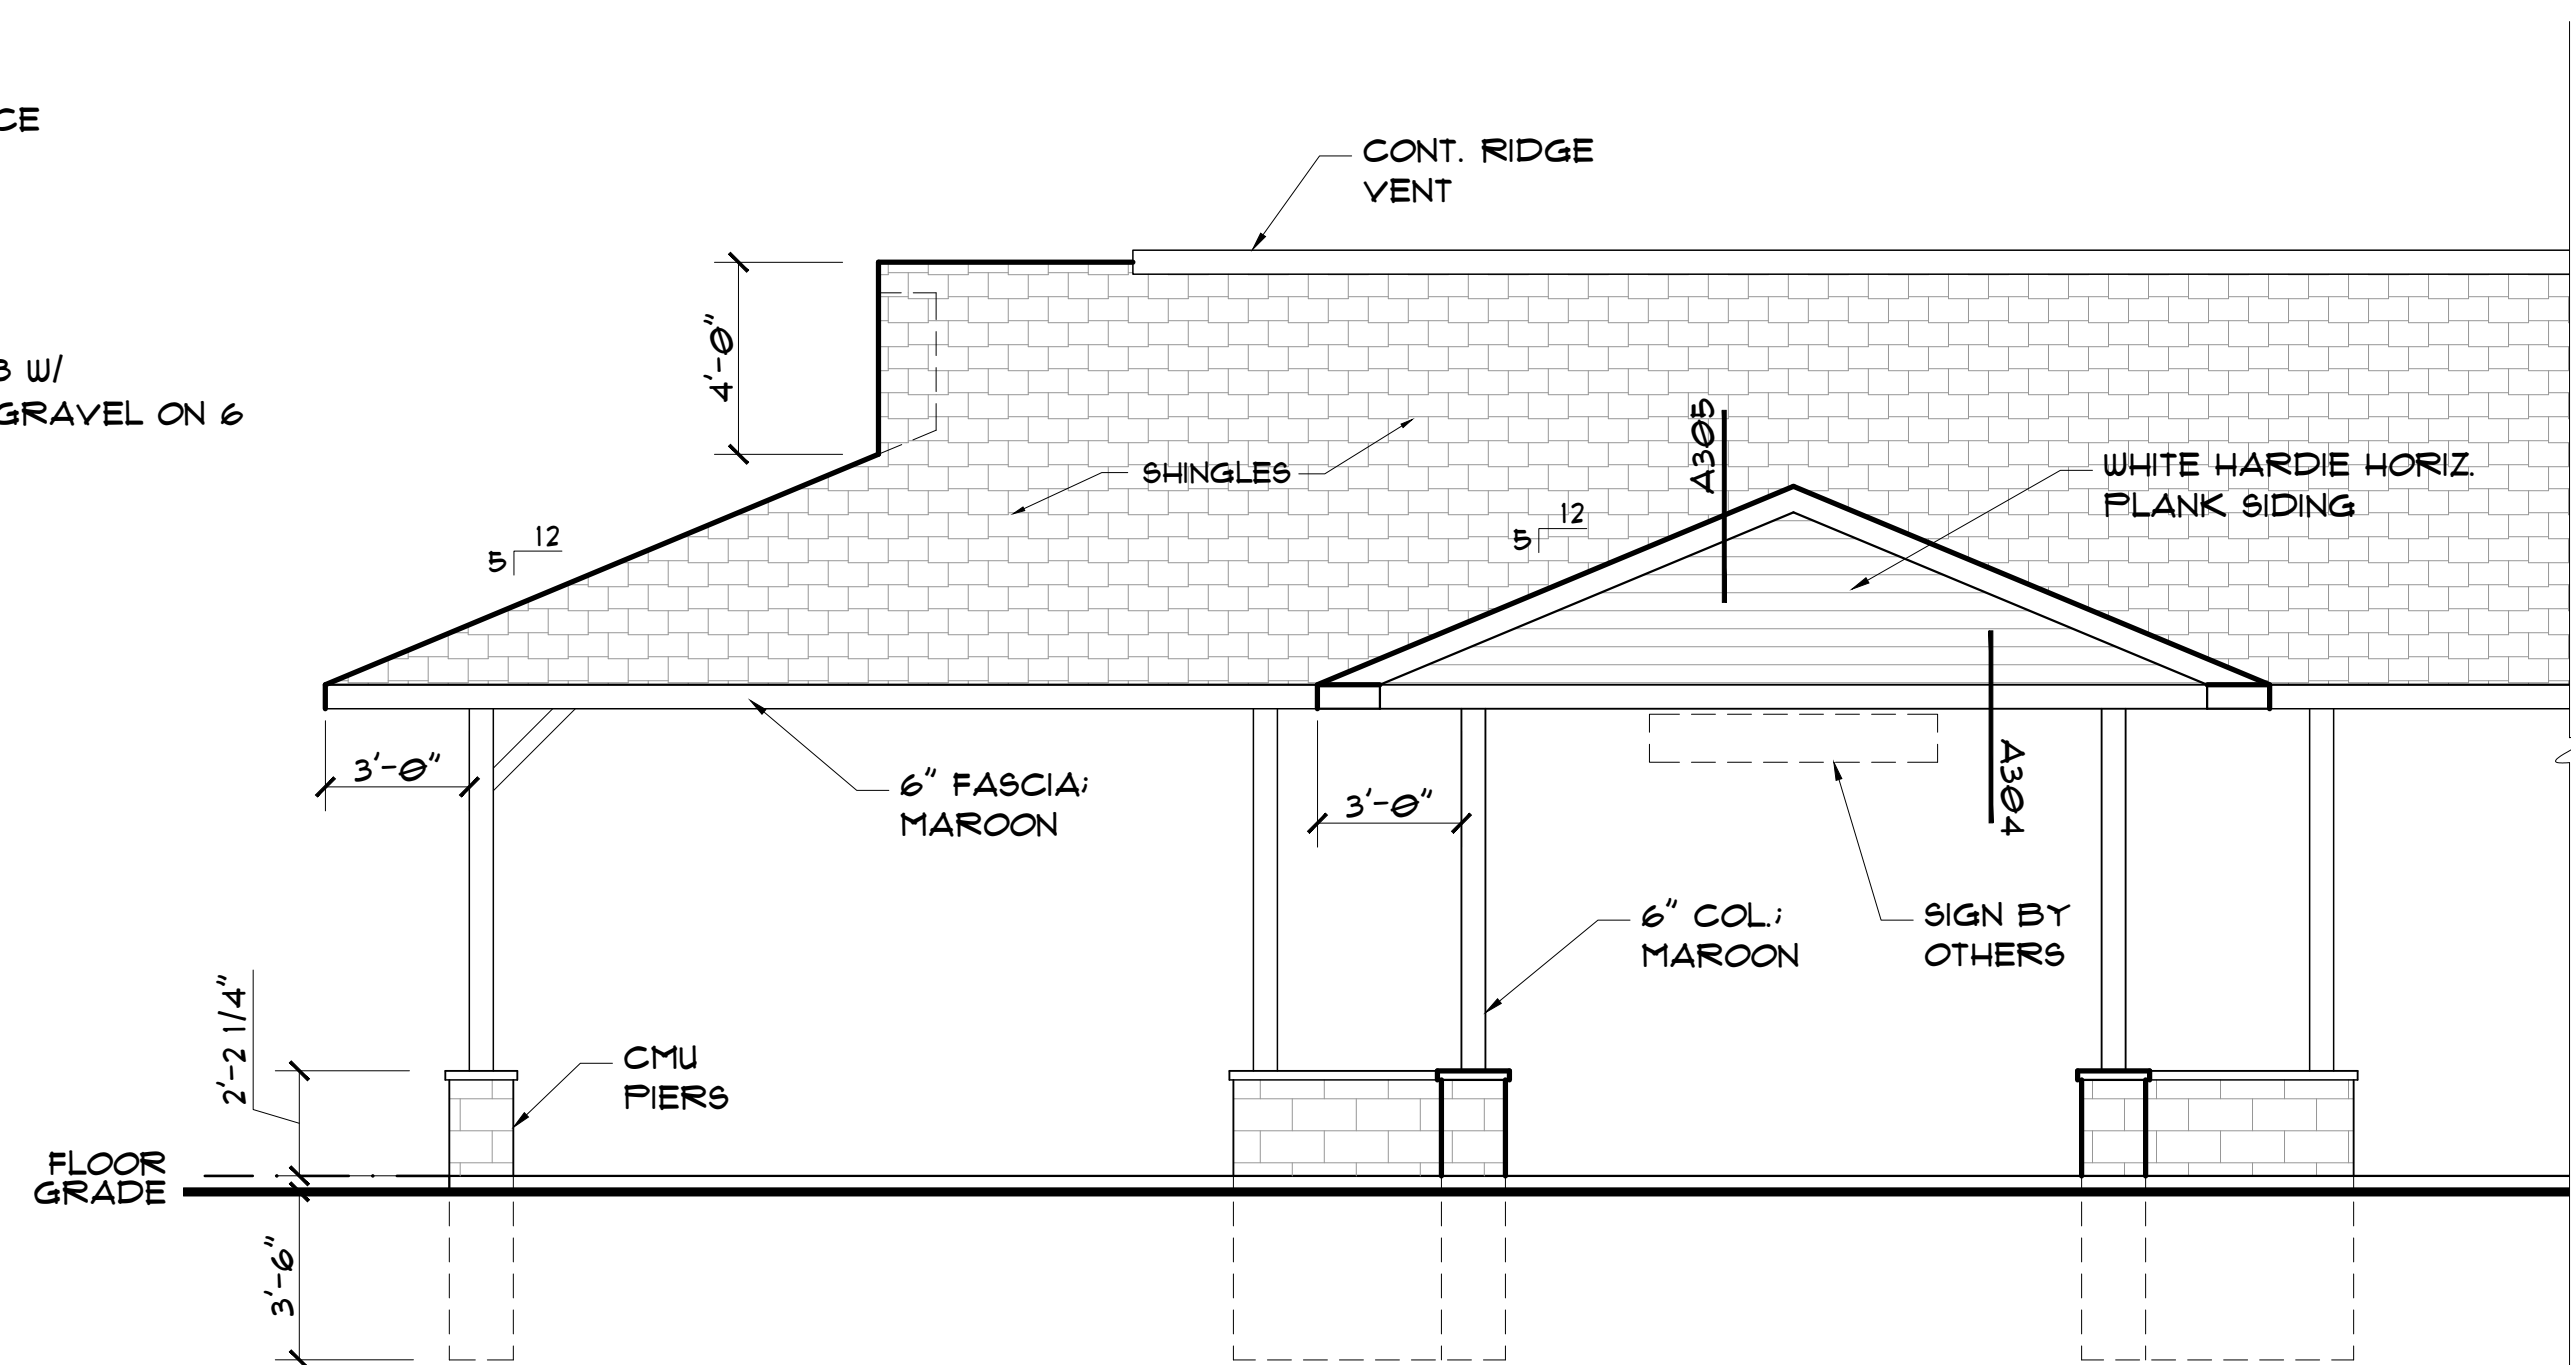 CE
CONT. RIDGE
VENT
4'-0"
B W/
GRAVEL ON 6
A305
SHINGLES
WHITE HARDIE HORIZ.
PLANK SIDING
12
5
12
5
3'-0"
6" FASCIA;
MAROON
3'-0"
A304
6" COL.;
MAROON
SIGN BY
OTHERS
2'-2 1/4"
CMU
PIERS
FLOOR
GRADE
3'-6"